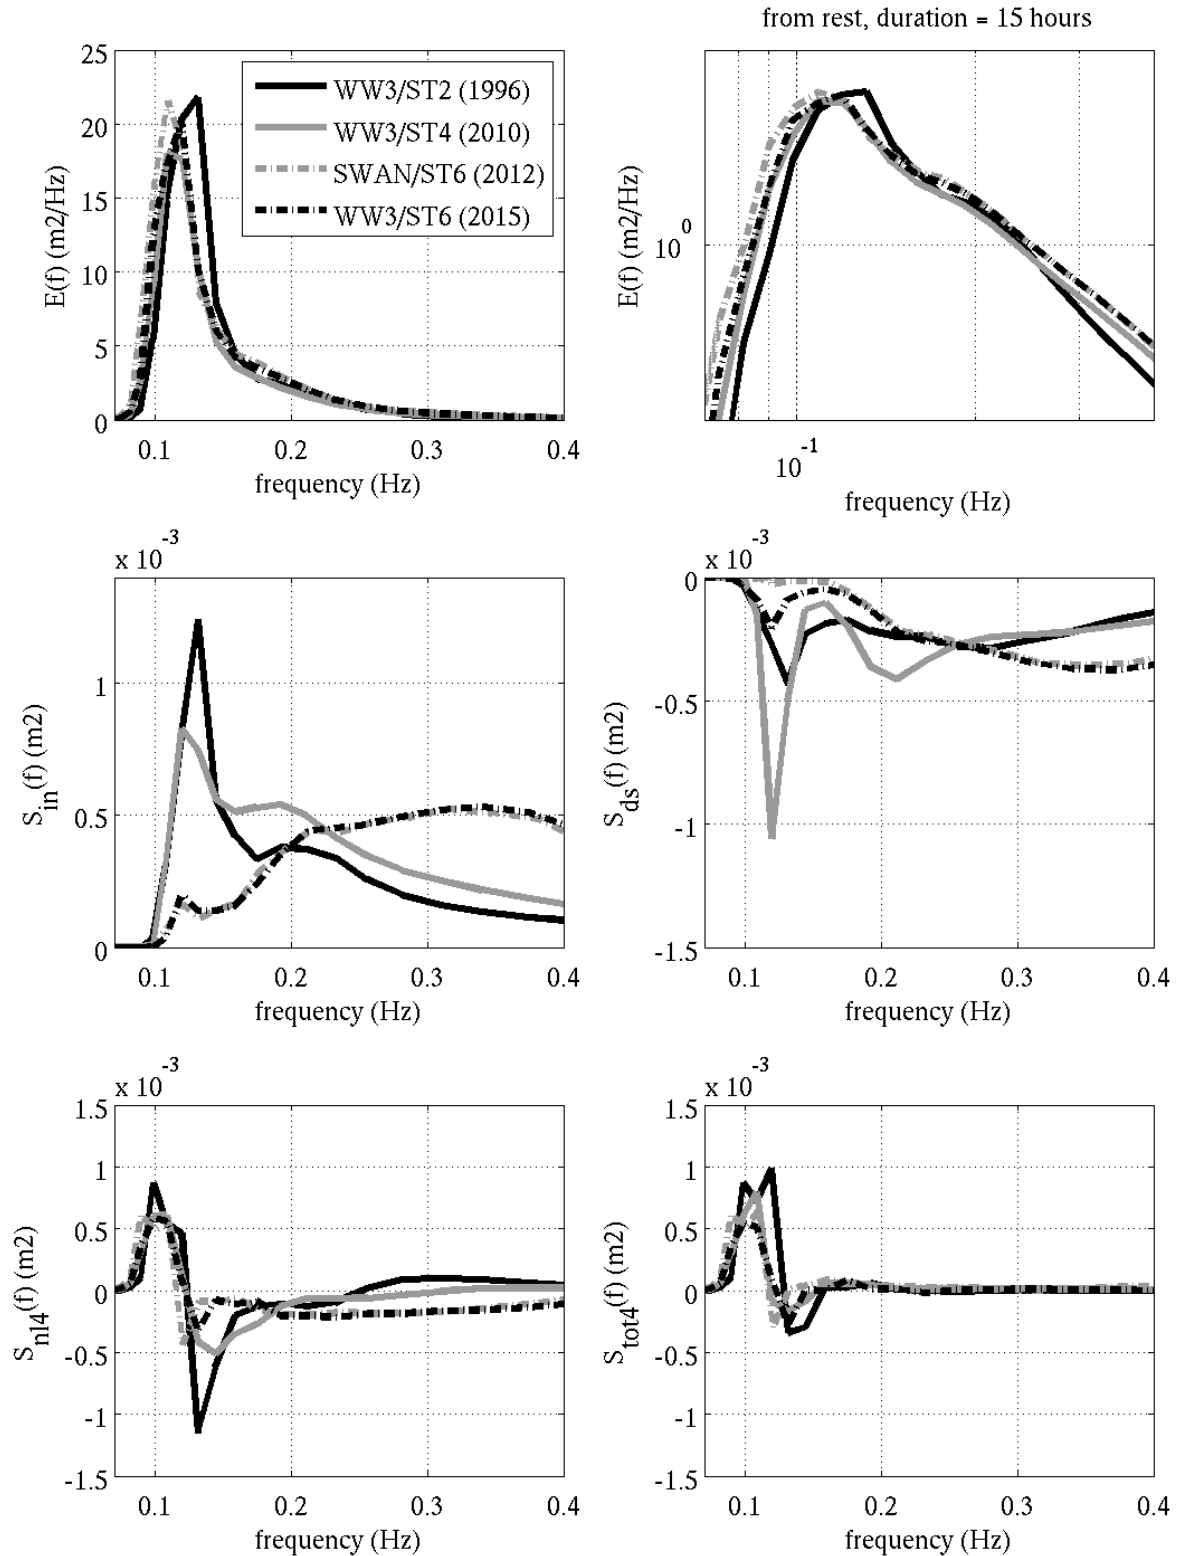 from rest, duration = 15 hours
25
20
15
10
5
0
E(f) (m2/Hz)
WW3/ST2 (1996)
WW3/ST4 (2010)
SWAN/ST6 (2012)
WW3/ST6 (2015)
0.1 0.2 0.3 0.4
frequency (Hz)
E(f) (m2/Hz)
10^0
10^-1
frequency (Hz)
x 10^-3
1
0.5
0
S_in(f) (m2)
0.1 0.2 0.3 0.4
frequency (Hz)
x 10^-3
0
-0.5
-1
-1.5
S_ds(f) (m2)
0.1 0.2 0.3 0.4
frequency (Hz)
x 10^-3
1.5
1
0.5
0
-0.5
-1
-1.5
S_nl4(f) (m2)
0.1 0.2 0.3 0.4
frequency (Hz)
x 10^-3
1.5
1
0.5
0
-0.5
-1
-1.5
S_tot4(f) (m2)
0.1 0.2 0.3 0.4
frequency (Hz)